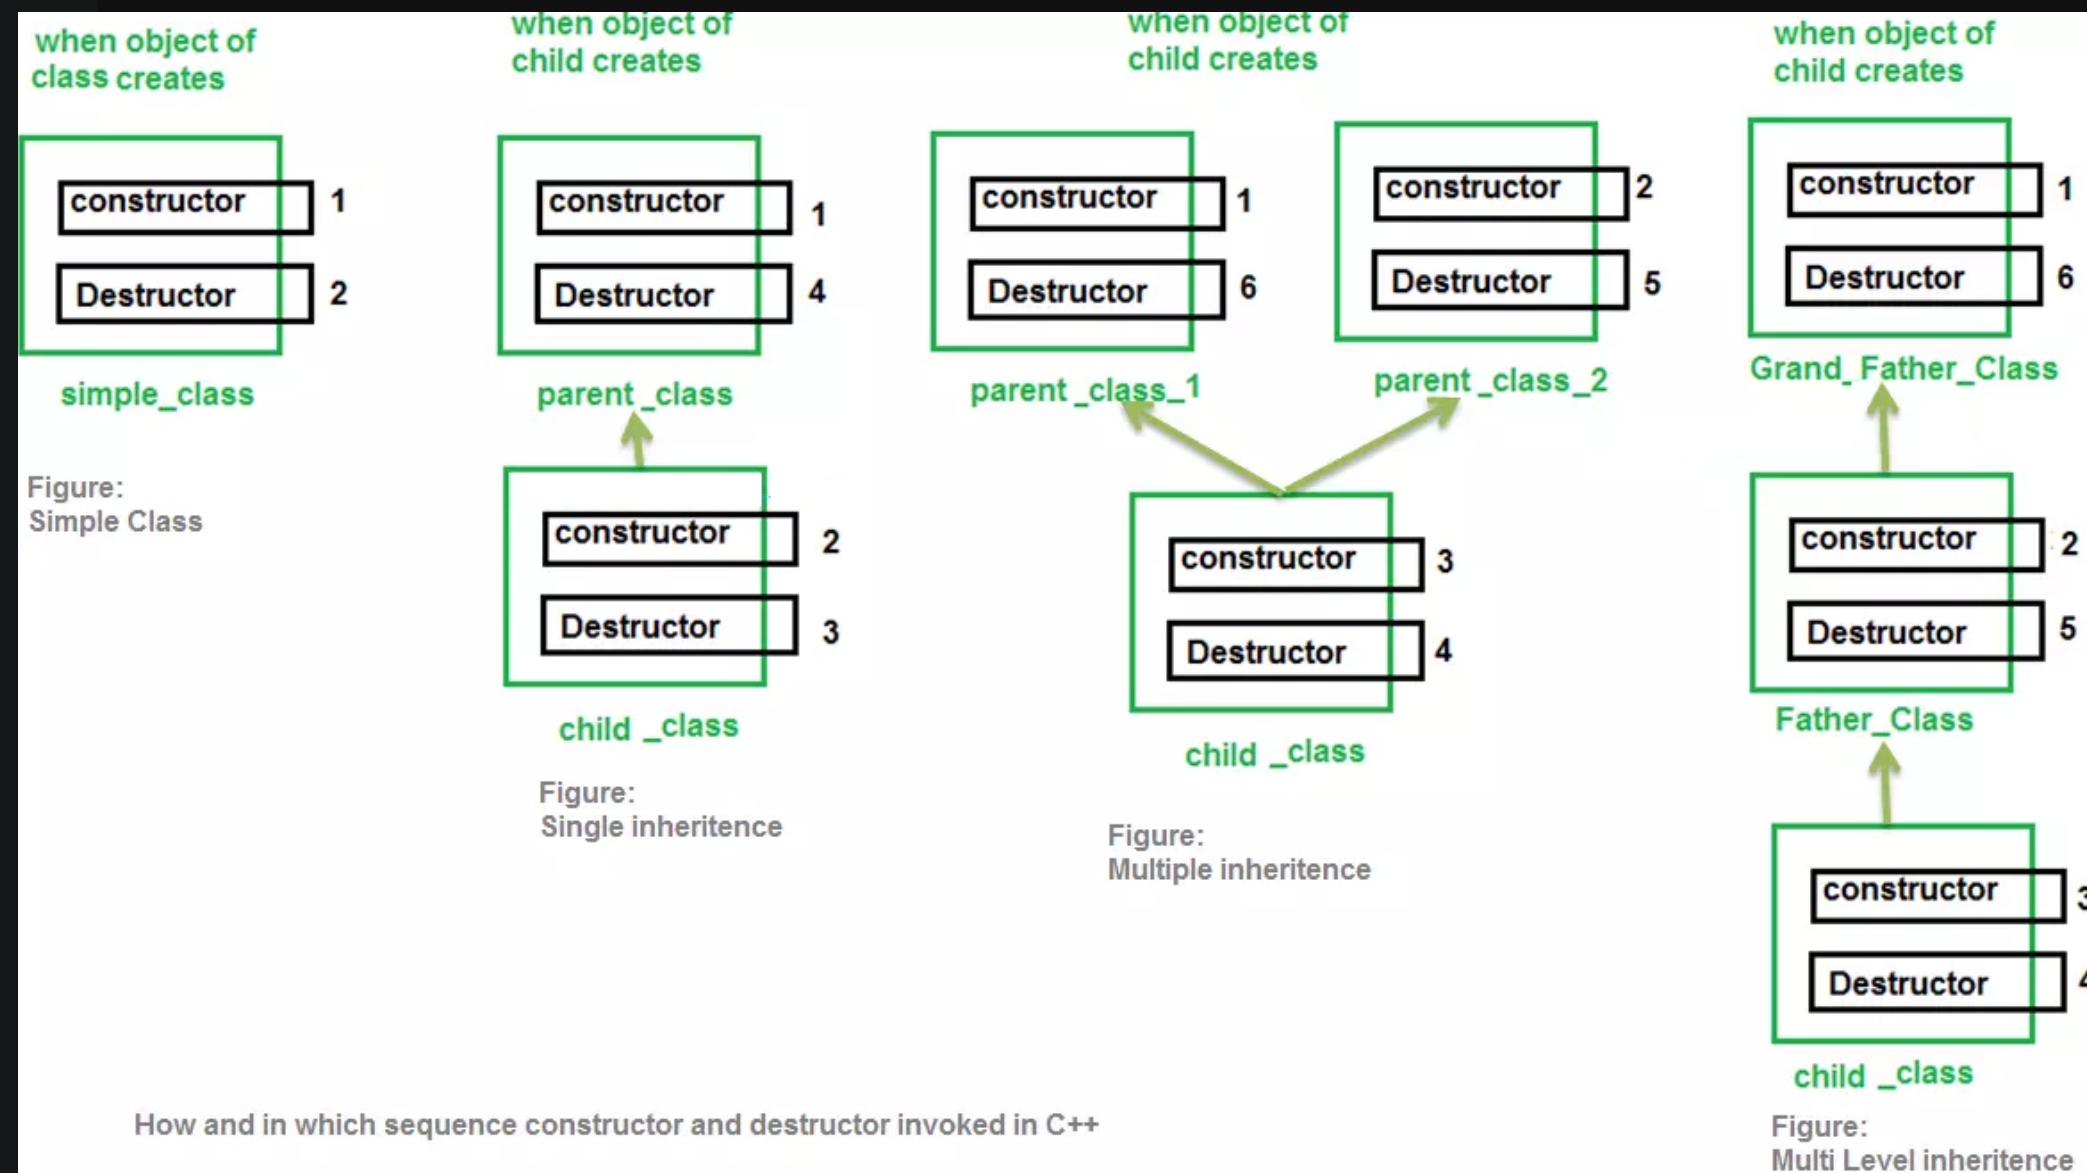 when object of
class creates
constructor 1
Destructor 2
simple_class
Figure:
Simple Class
when object of
child creates
constructor 1
Destructor 4
parent_class
constructor 2
Destructor 3
child _class
Figure:
Single inheritence
when object of
child creates
constructor 1
Destructor 6
parent _class_1
constructor 2
Destructor 5
parent _class_2
constructor 3
Destructor 4
child _class
Figure:
Multiple inheritence
when object of
child creates
constructor 1
Destructor 6
Grand_ Father_Class
constructor 2
Destructor 5
Father_Class
constructor 3
Destructor 4
child _class
Figure:
Multi Level inheritence
How and in which sequence constructor and destructor invoked in C++